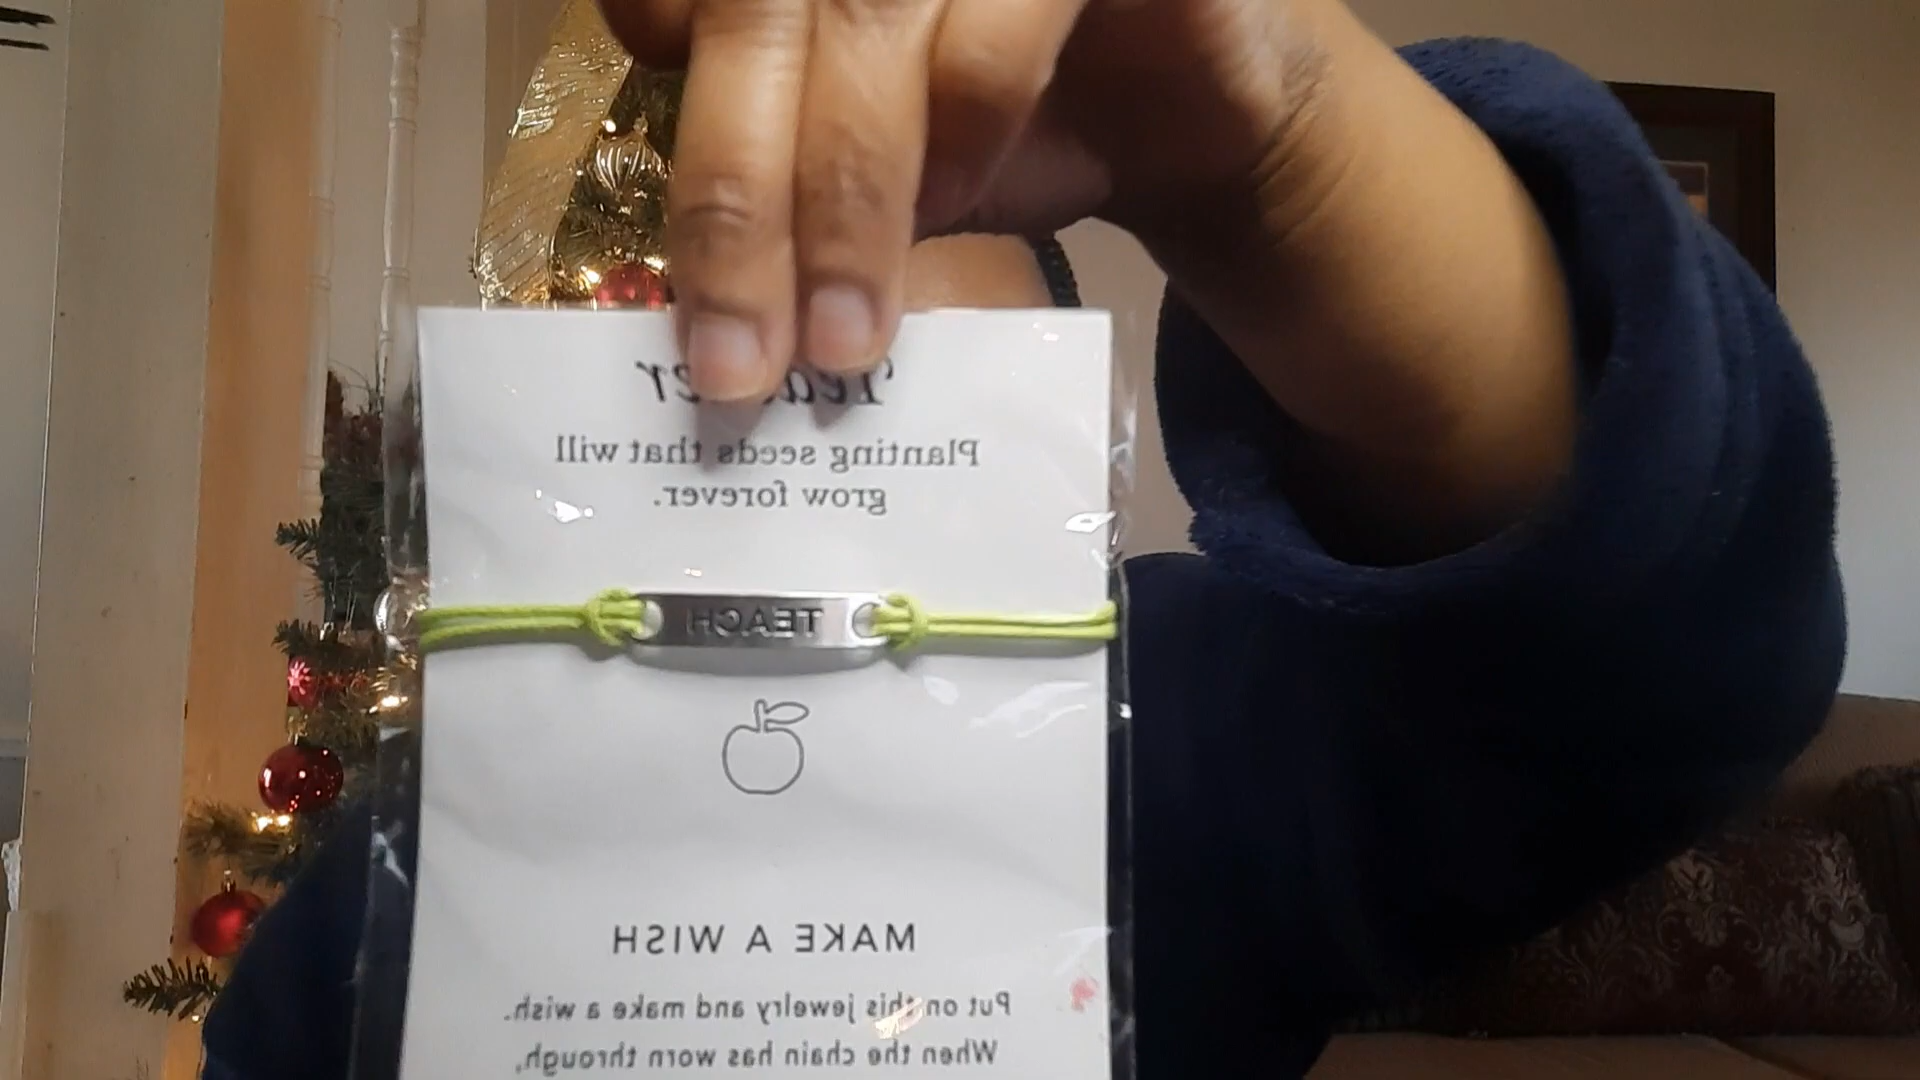 Planting seeds that will
grow forever.
TEACH
MAKE A WISH
Put on this jewelry and make a wish.
When the chain has worn through,